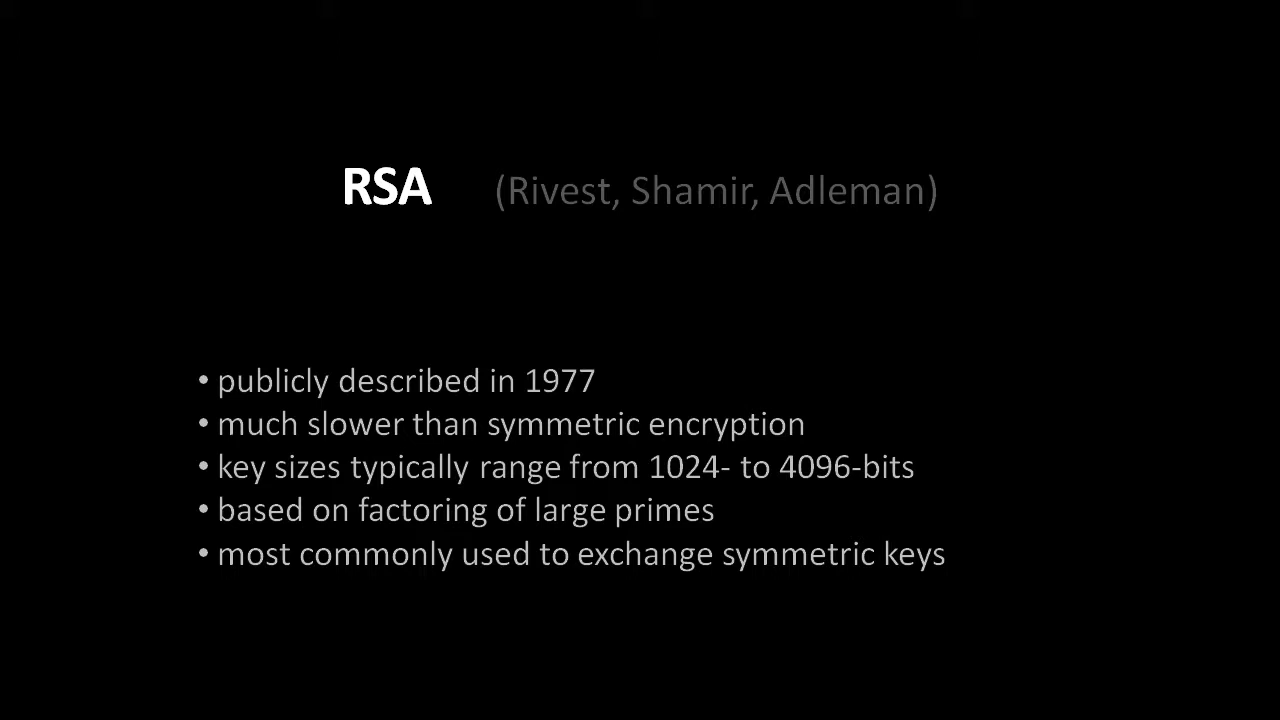 RSA (Rivest, Shamir, Adleman)
• publicly described in 1977
• much slower than symmetric encryption
• key sizes typically range from 1024- to 4096-bits
• based on factoring of large primes
• most commonly used to exchange symmetric keys